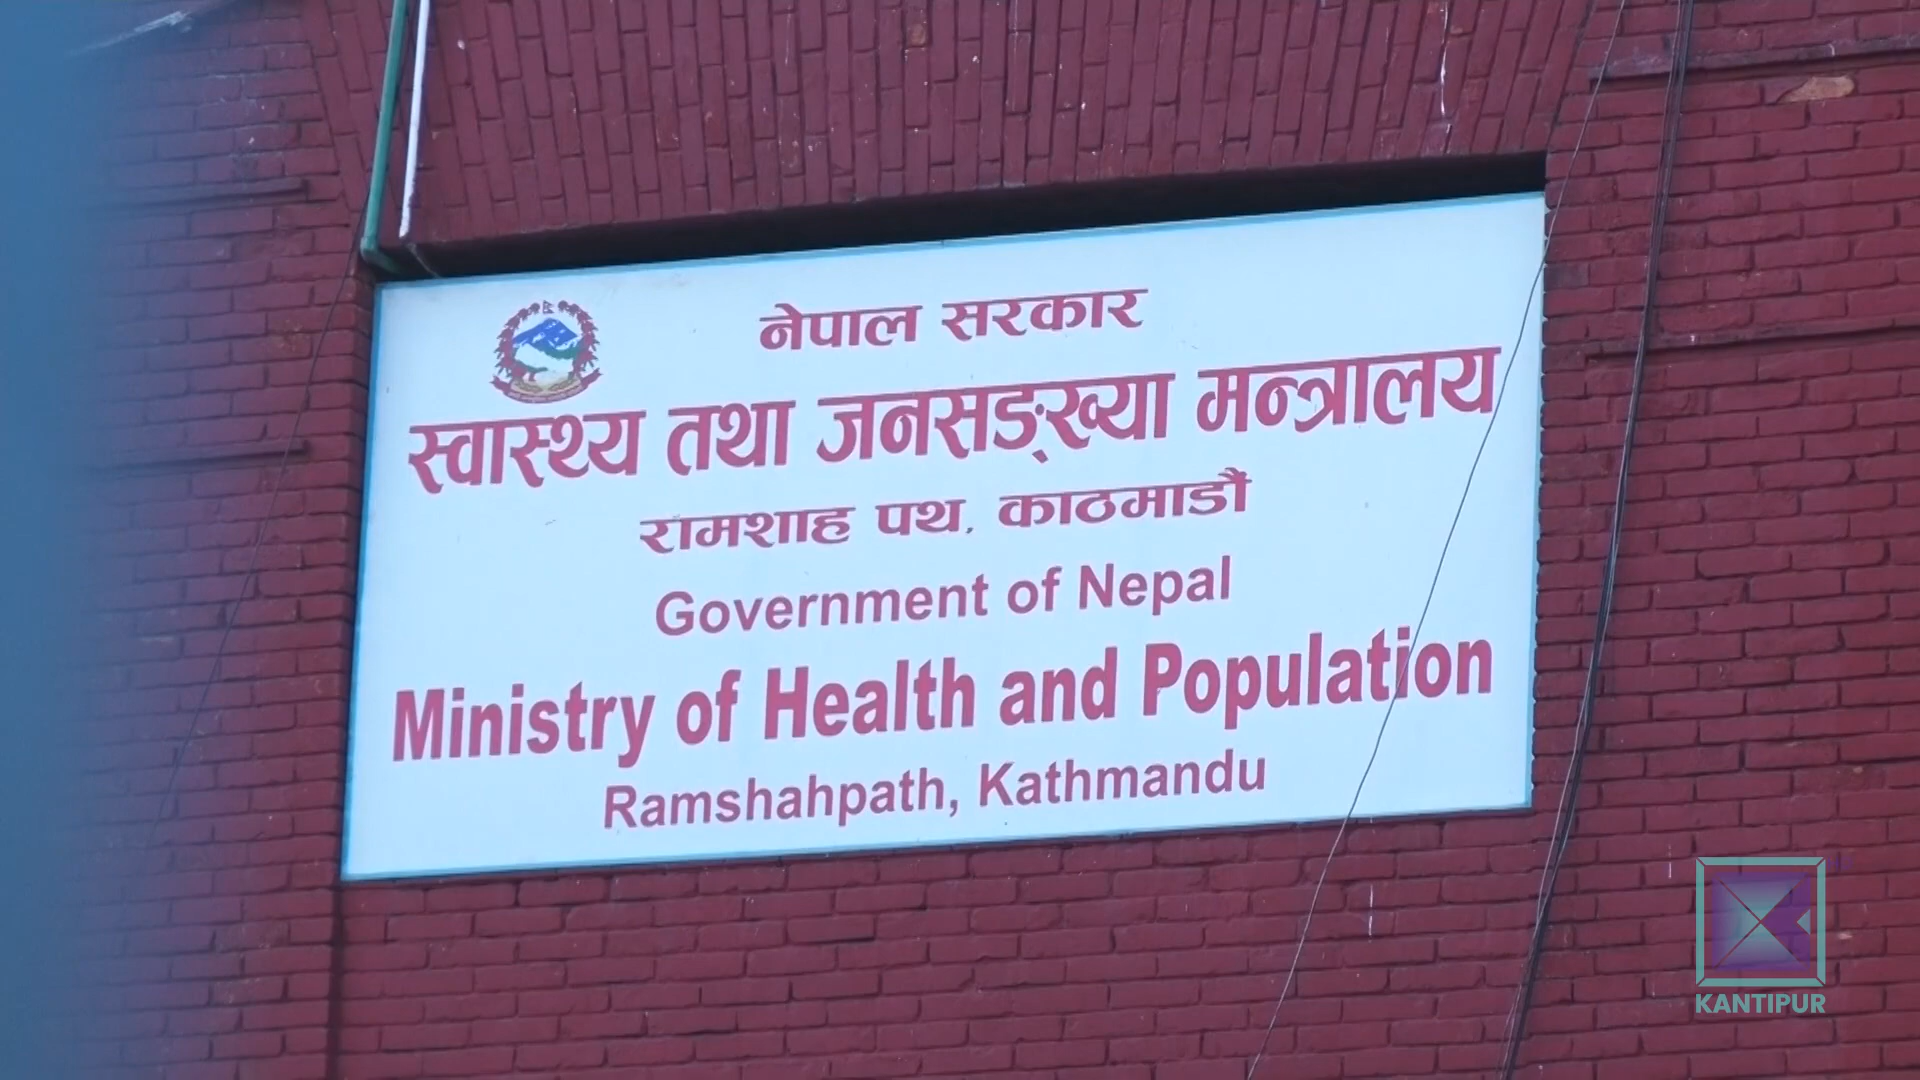 नेपाल सरकार
स्वास्थ्य तथा जनसङ्ख्या मन्त्रालय
रामशाह पथ, काठमाडौं
Government of Nepal
Ministry of Health and Population
Ramshahpath, Kathmandu
KANTIPUR